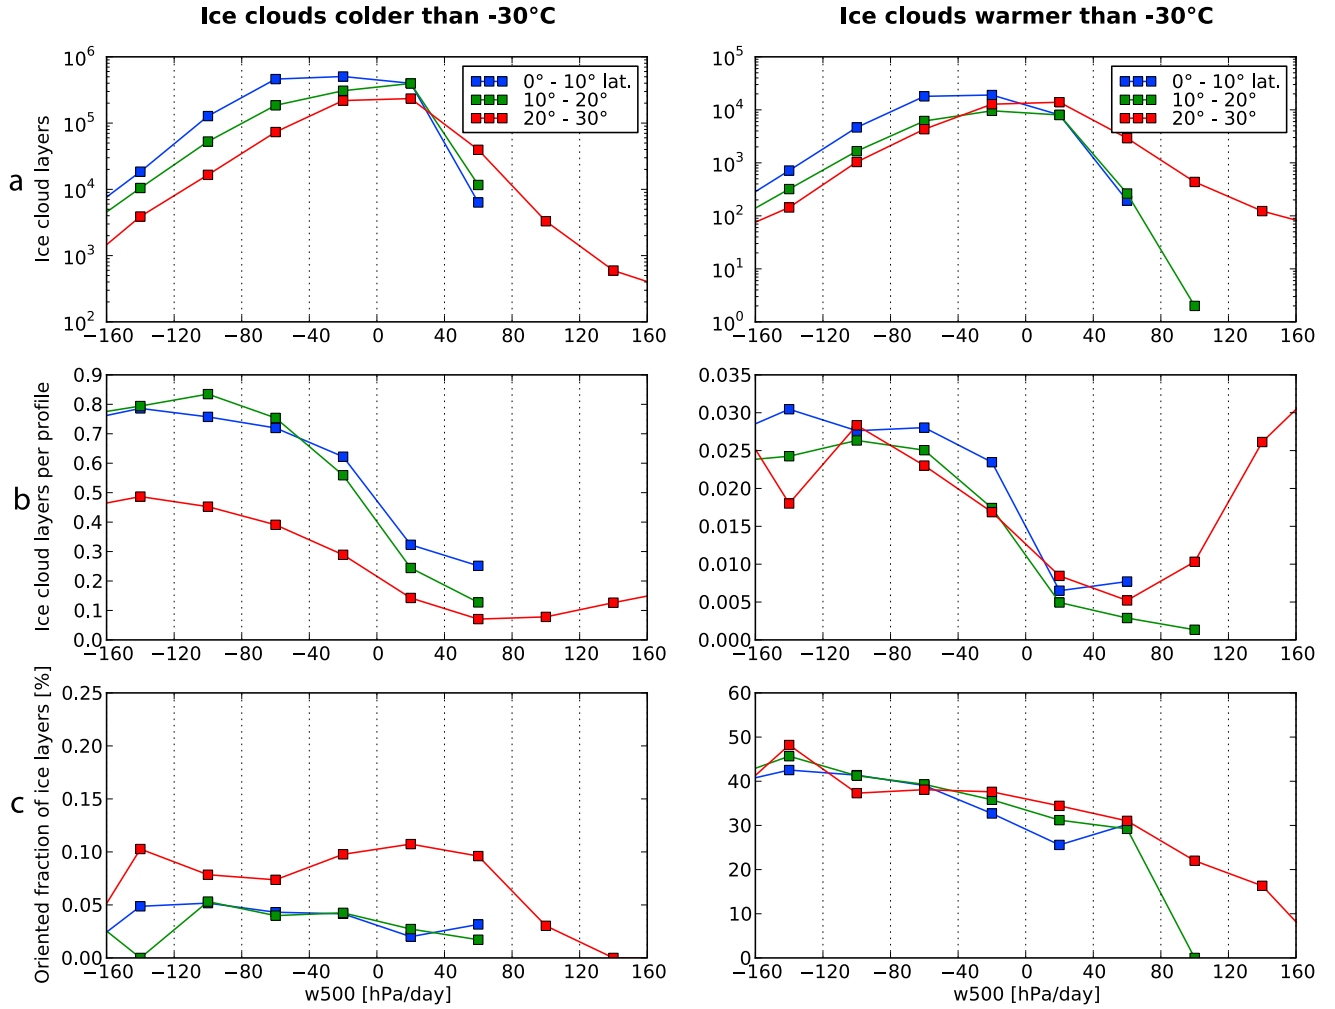 Ice clouds colder than -30°C
Ice clouds warmer than -30°C
a
Ice cloud layers
10^6
10^5
10^4
10^3
10^2
0° - 10° lat.
10° - 20°
20° - 30°
−160 −120 −80 −40 0 40 80 120 160
10^5
10^4
10^3
10^2
10^1
10^0
0° - 10° lat.
10° - 20°
20° - 30°
−160 −120 −80 −40 0 40 80 120 160
b
Ice cloud layers per profile
0.9
0.8
0.7
0.6
0.5
0.4
0.3
0.2
0.1
0.0
−160 −120 −80 −40 0 40 80 120 160
0.035
0.030
0.025
0.020
0.015
0.010
0.005
0.000
−160 −120 −80 −40 0 40 80 120 160
c
Oriented fraction of ice layers [%]
0.25
0.20
0.15
0.10
0.05
0.00
−160 −120 −80 −40 0 40 80 120 160
w500 [hPa/day]
60
50
40
30
20
10
0
−160 −120 −80 −40 0 40 80 120 160
w500 [hPa/day]